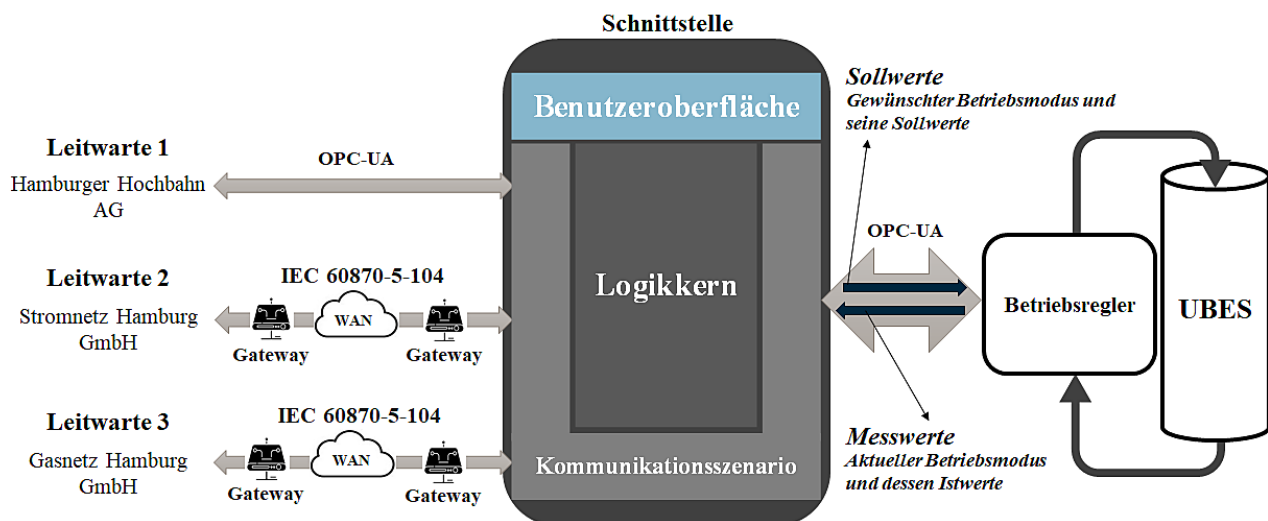 Schnittstelle
Benutzeroberfläche
Logikkern
Kommunikationsszenario
Leitwarte 1
Hamburger Hochbahn
AG
OPC-UA
Leitwarte 2
Stromnetz Hamburg
GmbH
IEC 60870-5-104
Gateway
WAN
Gateway
Leitwarte 3
Gasnetz Hamburg
GmbH
IEC 60870-5-104
Gateway
WAN
Gateway
Sollwerte
Gewünschter Betriebsmodus und
seine Sollwerte
OPC-UA
Messwerte
Aktueller Betriebsmodus
und dessen Istwerte
Betriebsregler
UBES